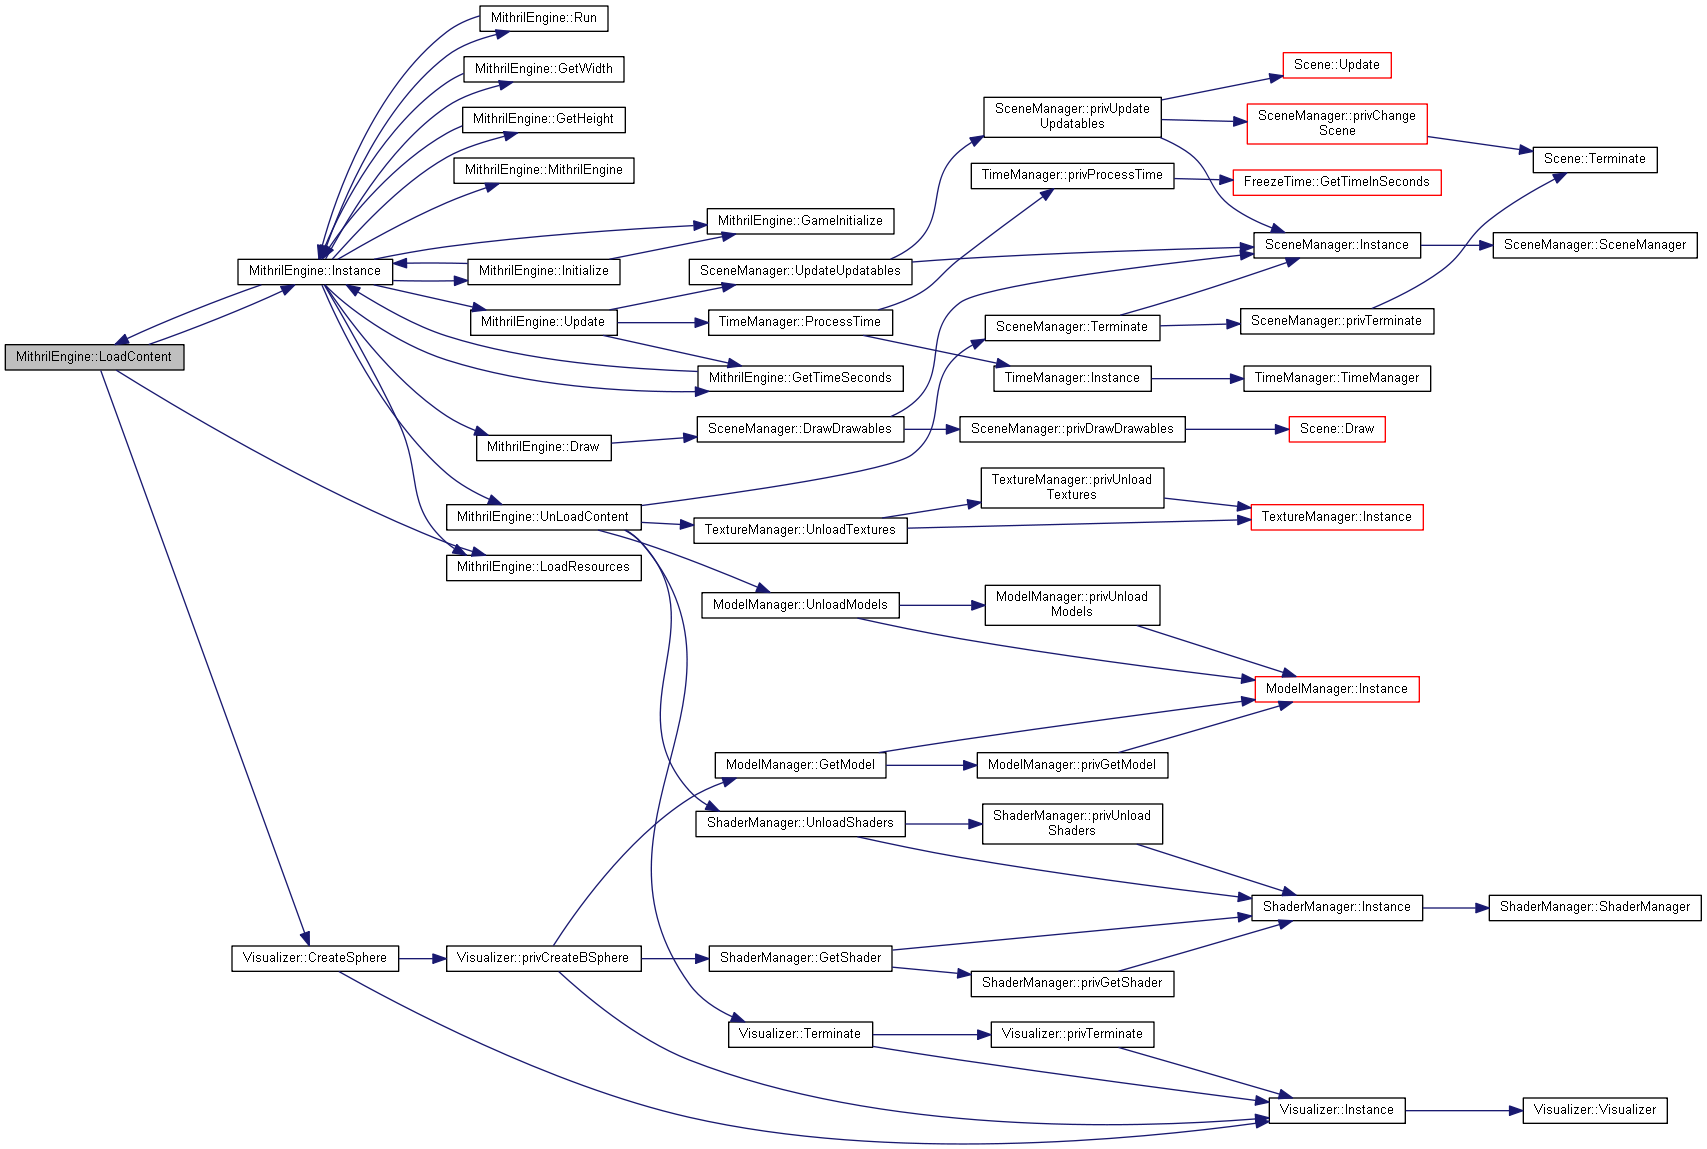 MithrilEngine::Run
MithrilEngine::GetWidth
MithrilEngine::GetHeight
MithrilEngine::MithrilEngine
MithrilEngine::GameInitialize
MithrilEngine::Instance
MithrilEngine::Initialize
MithrilEngine::Update
MithrilEngine::LoadContent
MithrilEngine::GetTimeSeconds
MithrilEngine::Draw
MithrilEngine::UnLoadContent
MithrilEngine::LoadResources
SceneManager::UpdateUpdatables
TimeManager::ProcessTime
SceneManager::DrawDrawables
TextureManager::UnloadTextures
ModelManager::UnloadModels
ModelManager::GetModel
ShaderManager::UnloadShaders
Visualizer::CreateSphere
Visualizer::privCreateBSphere
ShaderManager::GetShader
Visualizer::Terminate
SceneManager::privUpdate
Updatables
TimeManager::privProcessTime
SceneManager::Terminate
TimeManager::Instance
SceneManager::privDrawDrawables
TextureManager::privUnload
Textures
ModelManager::privUnload
Models
ModelManager::privGetModel
ShaderManager::privUnload
Shaders
ShaderManager::privGetShader
Visualizer::privTerminate
Scene::Update
SceneManager::privChange
Scene
FreezeTime::GetTimeInSeconds
SceneManager::Instance
SceneManager::privTerminate
TimeManager::TimeManager
Scene::Draw
TextureManager::Instance
ModelManager::Instance
ShaderManager::Instance
Visualizer::Instance
Scene::Terminate
SceneManager::SceneManager
ShaderManager::ShaderManager
Visualizer::Visualizer